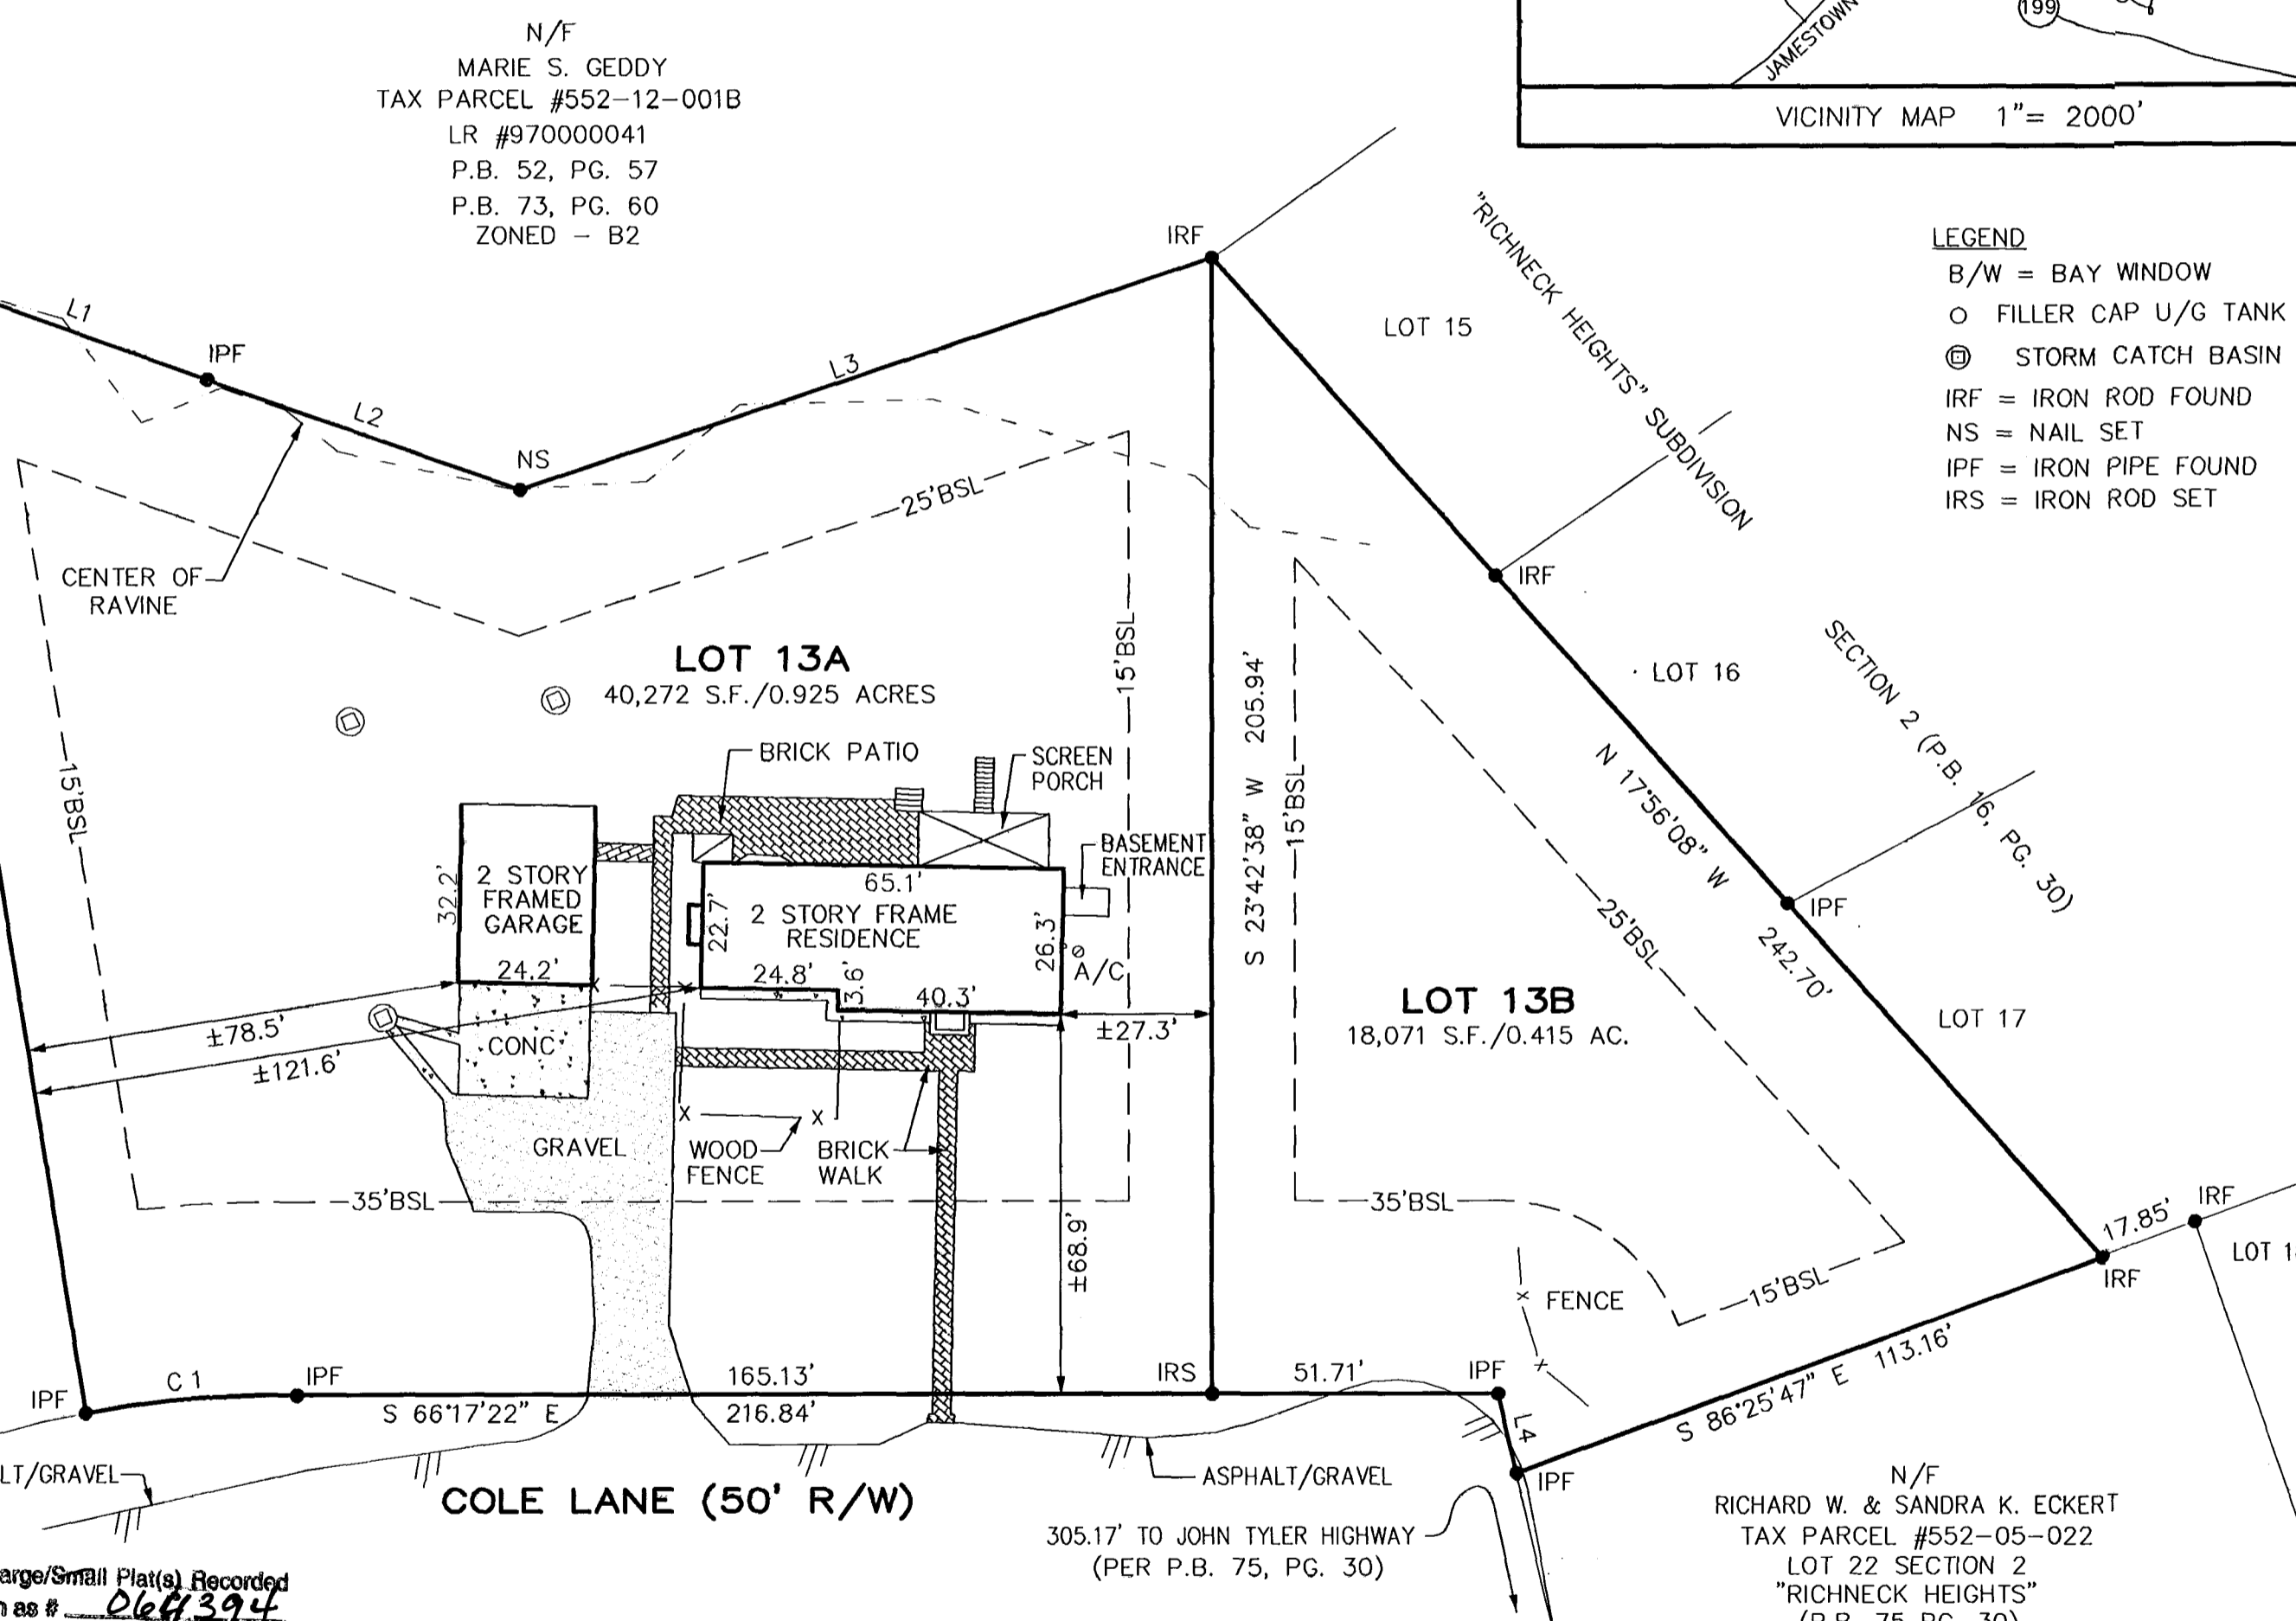 N/F
MARIE S. GEDDY
TAX PARCEL #552-12-001B
LR #970000041
P.B. 52, PG. 57
P.B. 73, PG. 60
ZONED - B2
JAMESTOWN
199
VICINITY MAP 1"= 2000'
LEGEND
B/W = BAY WINDOW
FILLER CAP U/G TANK
STORM CATCH BASIN
IRF = IRON ROD FOUND
NS = NAIL SET
IPF = IRON PIPE FOUND
IRS = IRON ROD SET
"RICHNECK HEIGHTS" SUBDIVISION
SECTION 2 (P.B. 16, PG. 30)
LOT 15
LOT 16
LOT 17
IRF
IRF
IPF
IRF
IRF
17.85'
L1
IPF
L2
NS
L3
CENTER OF
RAVINE
25'BSL
15'BSL
15'BSL
LOT 13A
40,272 S.F./0.925 ACRES
BRICK PATIO
SCREEN
PORCH
BASEMENT
ENTRANCE
2 STORY
FRAMED
GARAGE
32.2'
24.2'
65.1'
22.7'
2 STORY FRAME
RESIDENCE
26.3'
A/C
24.8'
3.6'
40.3'
±78.5'
±121.6'
±27.3'
CONC
GRAVEL
WOOD
FENCE
BRICK
WALK
35'BSL
±68.9'
S 23°42'38" W 205.94'
15'BSL
N 17°56'08" W 242.70'
25'BSL
LOT 13B
18,071 S.F./0.415 AC.
35'BSL
15'BSL
FENCE
S 86°25'47" E 113.16'
IPF
C 1
IPF
165.13'
S 66°17'22" E
216.84'
IRS
51.71'
IPF
L4
IPF
LT/GRAVEL
ASPHALT/GRAVEL
COLE LANE (50' R/W)
305.17' TO JOHN TYLER HIGHWAY
(PER P.B. 75, PG. 30)
N/F
RICHARD W. & SANDRA K. ECKERT
TAX PARCEL #552-05-022
LOT 22 SECTION 2
"RICHNECK HEIGHTS"
(P.B. 75 PG. 30)
LOT
arge/Small Plat(s) Recorded
as # 064394